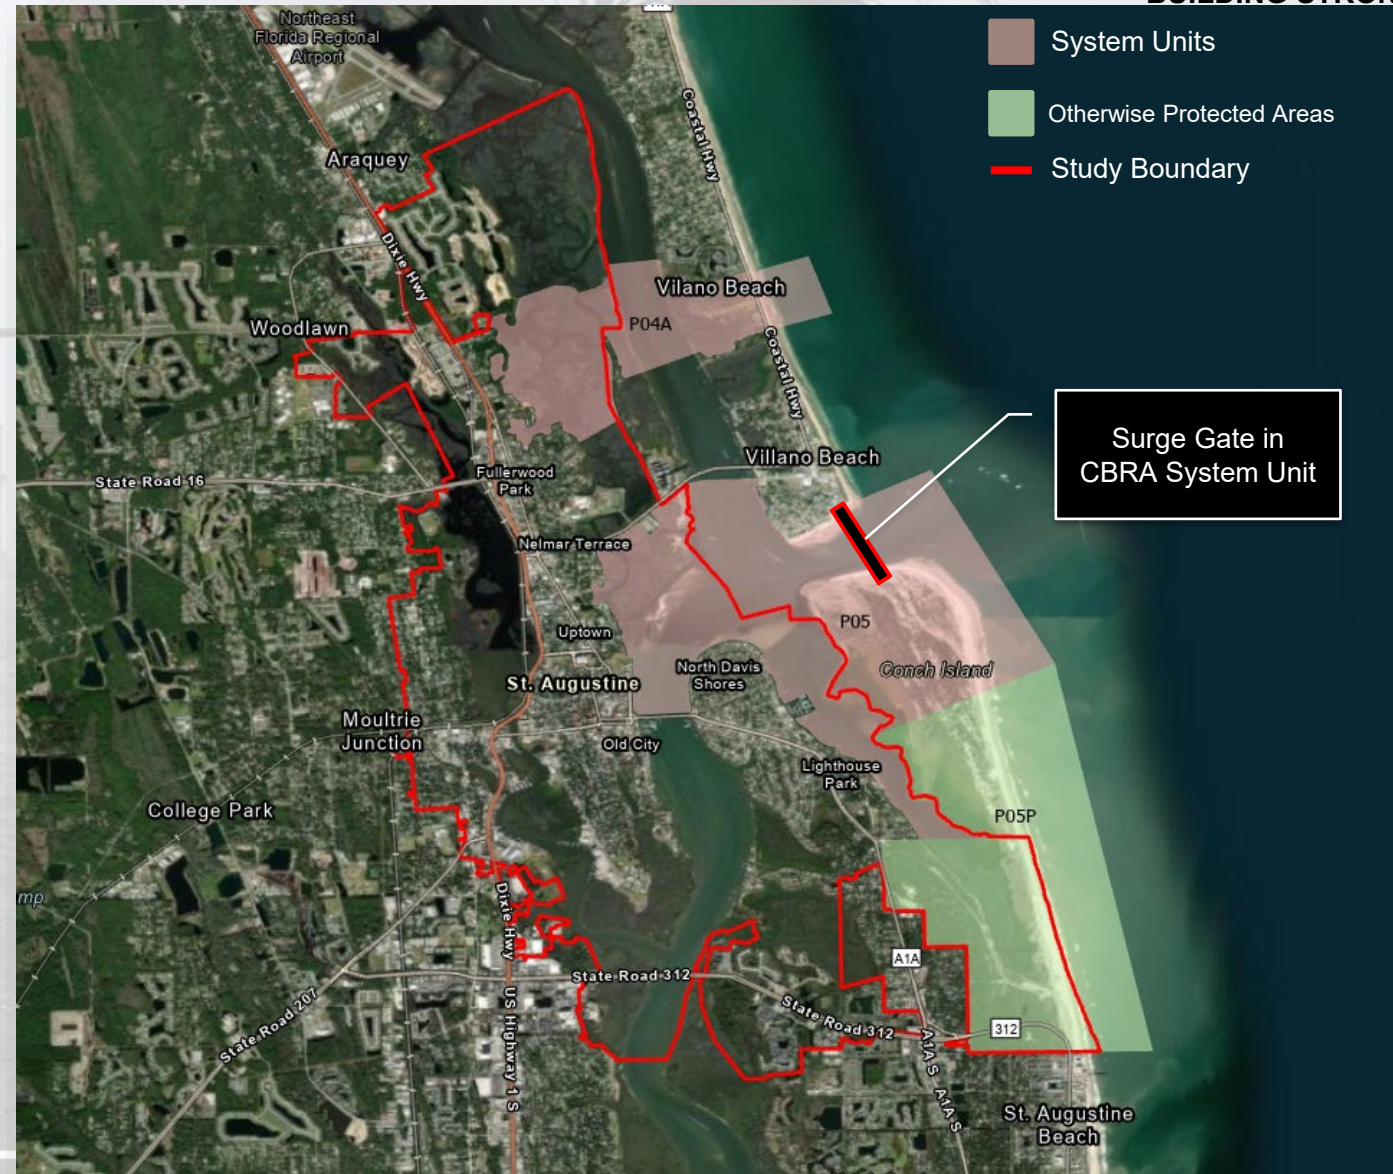 Northeast
Florida Regional
Airport
System Units
Otherwise Protected Areas
Study Boundary
Coastal Hwy
Araquey
Dixie Hwy
Vilano Beach
Woodlawn
P04A
Coastal Hwy
Surge Gate in
CBRA System Unit
Villano Beach
State Road 16
Fullerwood
Park
Nelmar Terrace
P05
Uptown
North Davis
Shores
Conch Island
St. Augustine
Moultrie
Junction
Old City
Lighthouse
Park
College Park
P05P
mp
Dixie Hwy
A1A
State Road 312
State Road 207
US Highway 1 S
State Road 312
312
A1A S
A1A S
St. Augustine
Beach